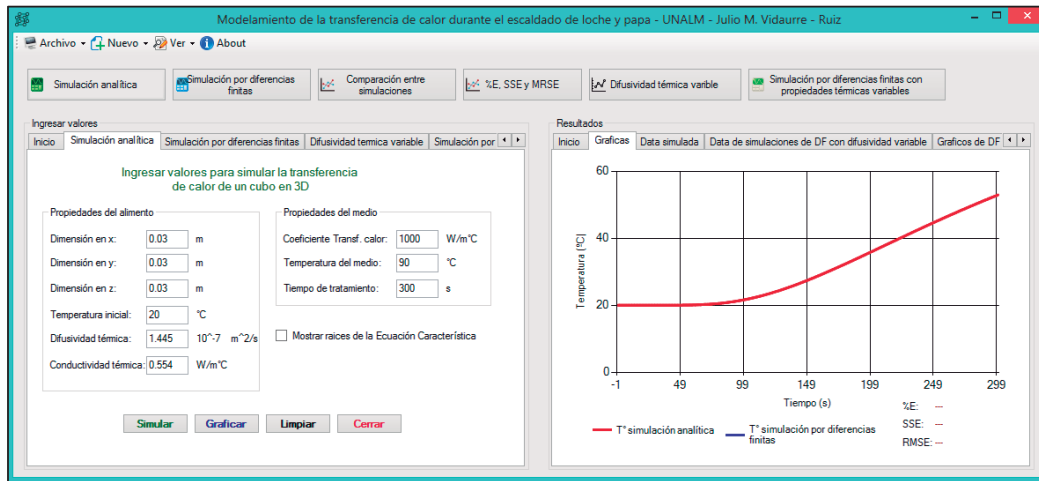 Modelamiento de la transferencia de calor durante el escaldado de loche y papa - UNALM - Julio M. Vidaurre - Ruiz
Archivo Nuevo Ver About
Simulación analítica
Simulación por diferencias
finitas
Comparación entre
simulaciones
%E, SSE y MRSE
Difusividad térmica varible
Simulación por diferencias finitas con
propiedades térmicas variables
Ingresar valores
Inicio Simulación analítica Simulación por diferencias finitas Difusividad termica variable Simulación por
Ingresar valores para simular la transferencia
de calor de un cubo en 3D
Propiedades del alimento
Dimensión en x: 0.03 m
Dimensión en y: 0.03 m
Dimensión en z: 0.03 m
Temperatura inicial: 20 °C
Difusividad térmica: 1.445 10^-7 m^2/s
Conductividad térmica: 0.554 W/m°C
Propiedades del medio
Coeficiente Transf. calor: 1000 W/m°C
Temperatura del medio: 90 °C
Tiempo de tratamiento: 300 s
Mostrar raices de la Ecuación Característica
Simular Graficar Limpiar Cerrar
Resultados
Inicio Graficas Data simulada Data de simulaciones de DF con difusividad variable Graficos de DF
Temperatura (°C)
60
40
20
0
-1 49 99 149 199 249 299
Tiempo (s)
T° simulación analítica
T° simulación por diferencias
finitas
%E: ---
SSE: ---
RMSE: ---